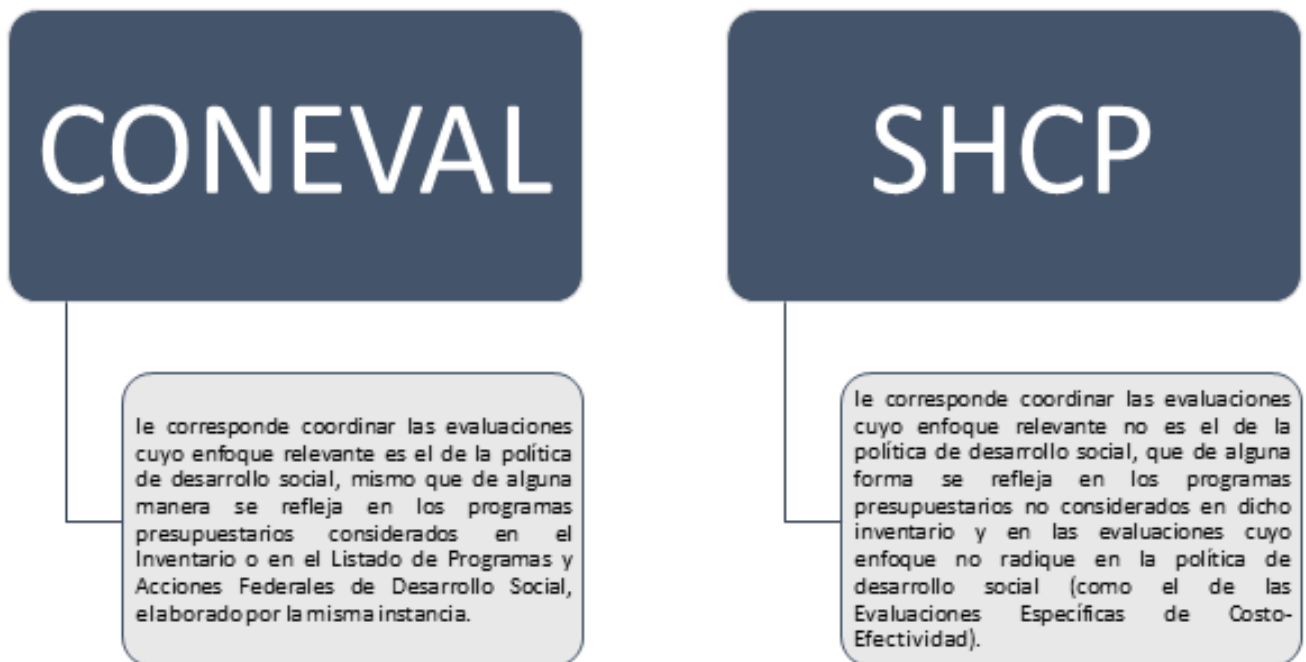 CONEVAL
le corresponde coordinar las evaluaciones
cuyo enfoque relevante es el de la política
de desarrollo social, mismo que de alguna
manera se refleja en los programas
presupuestarios considerados en el
Inventario o en el Listado de Programas y
Acciones Federales de Desarrollo Social,
elaborado por la misma instancia.
SHCP
le corresponde coordinar las evaluaciones
cuyo enfoque relevante no es el de la
política de desarrollo social, que de alguna
forma se refleja en los programas
presupuestarios no considerados en dicho
inventario y en las evaluaciones cuyo
enfoque no radique en la política de
desarrollo social (como el de las
Evaluaciones Específicas de Costo-
Efectividad).